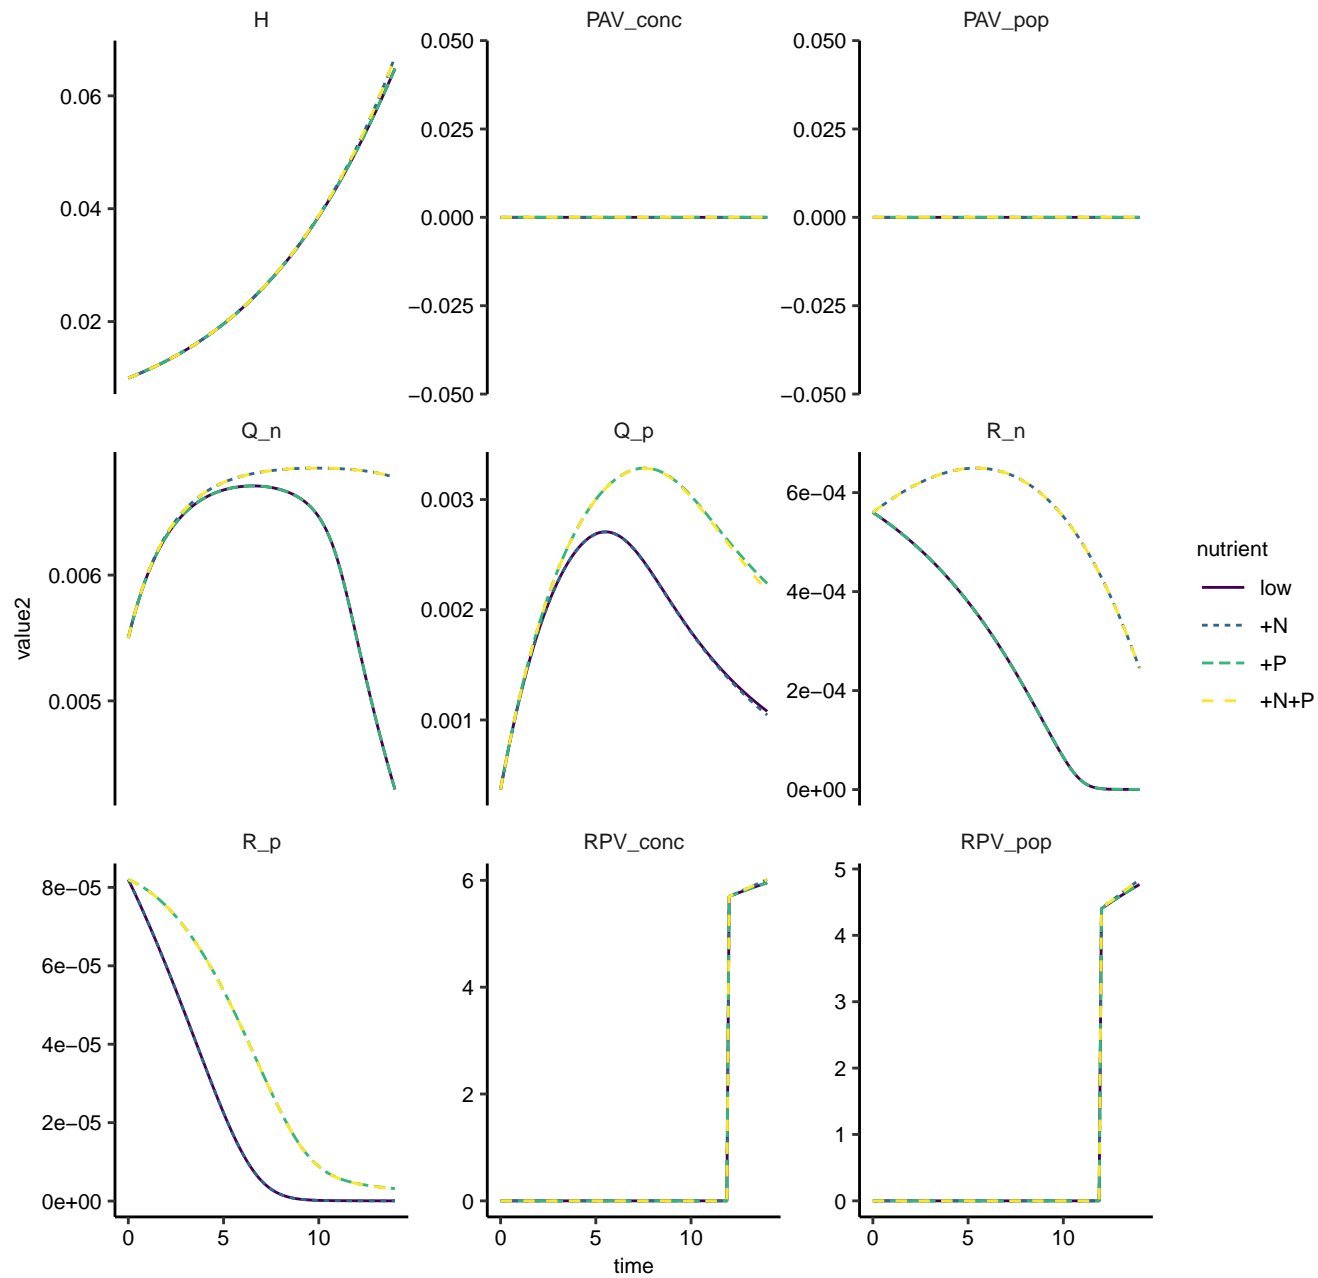 H
PAV_conc
PAV_pop
0.06
0.04
0.02
0.050
0.025
0.000
−0.025
−0.050
0.050
0.025
0.000
−0.025
−0.050
Q_n
Q_p
R_n
0.006
0.005
0.003
0.002
0.001
6e−04
4e−04
2e−04
0e+00
R_p
RPV_conc
RPV_pop
8e−05
6e−05
4e−05
2e−05
0e+00
6
4
2
0
5
4
3
2
1
0
0 5 10
0 5 10
0 5 10
time
value2
nutrient
low
+N
+P
+N+P